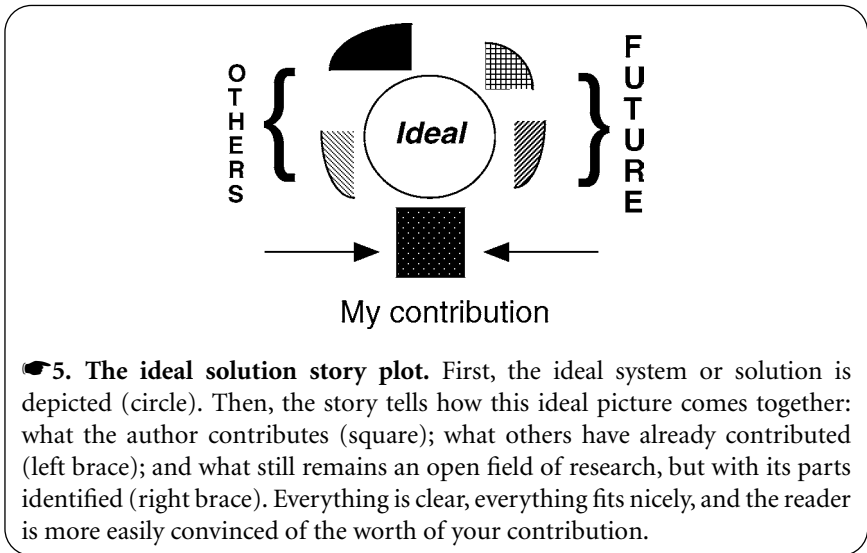 OTHERS
Ideal
FUTURE
My contribution
☛5. The ideal solution story plot. First, the ideal system or solution is
depicted (circle). Then, the story tells how this ideal picture comes together:
what the author contributes (square); what others have already contributed
(left brace); and what still remains an open field of research, but with its parts
identified (right brace). Everything is clear, everything fits nicely, and the reader
is more easily convinced of the worth of your contribution.